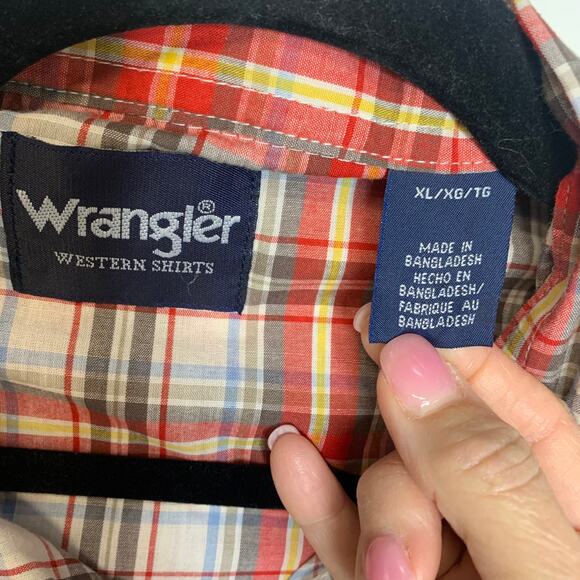 Wrangler®
WESTERN SHIRTS
XL/XG/TG
MADE IN
BANGLADESH
HECHO EN
BANGLADESH/
FABRIQUE AU
BANGLADESH